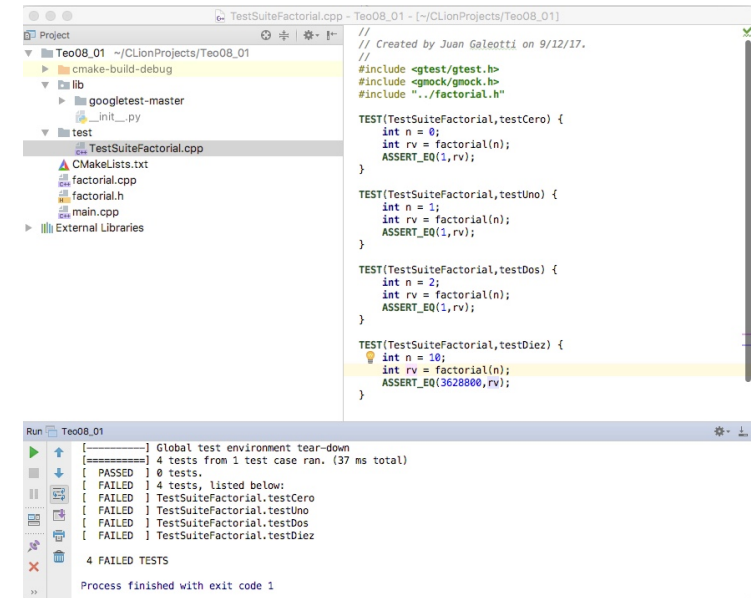 TestSuiteFactorial.cpp - Teo08_01 - [~/CLionProjects/Teo08_01]
Project
Teo08_01 ~/CLionProjects/Teo08_01
cmake-build-debug
lib
googletest-master
__init__.py
test
TestSuiteFactorial.cpp
CMakeLists.txt
factorial.cpp
factorial.h
main.cpp
External Libraries
//
// Created by Juan Galeotti on 9/12/17.
//
#include <gtest/gtest.h>
#include <gmock/gmock.h>
#include "../factorial.h"
TEST(TestSuiteFactorial,testCero) {
int n = 0;
int rv = factorial(n);
ASSERT_EQ(1,rv);
}
TEST(TestSuiteFactorial,testUno) {
int n = 1;
int rv = factorial(n);
ASSERT_EQ(1,rv);
}
TEST(TestSuiteFactorial,testDos) {
int n = 2;
int rv = factorial(n);
ASSERT_EQ(1,rv);
}
TEST(TestSuiteFactorial,testDiez) {
int n = 10;
int rv = factorial(n);
ASSERT_EQ(3628800,rv);
}
Run Teo08_01
[----------] Global test environment tear-down
[==========] 4 tests from 1 test case ran. (37 ms total)
[ PASSED ] 0 tests.
[ FAILED ] 4 tests, listed below:
[ FAILED ] TestSuiteFactorial.testCero
[ FAILED ] TestSuiteFactorial.testUno
[ FAILED ] TestSuiteFactorial.testDos
[ FAILED ] TestSuiteFactorial.testDiez
4 FAILED TESTS
Process finished with exit code 1